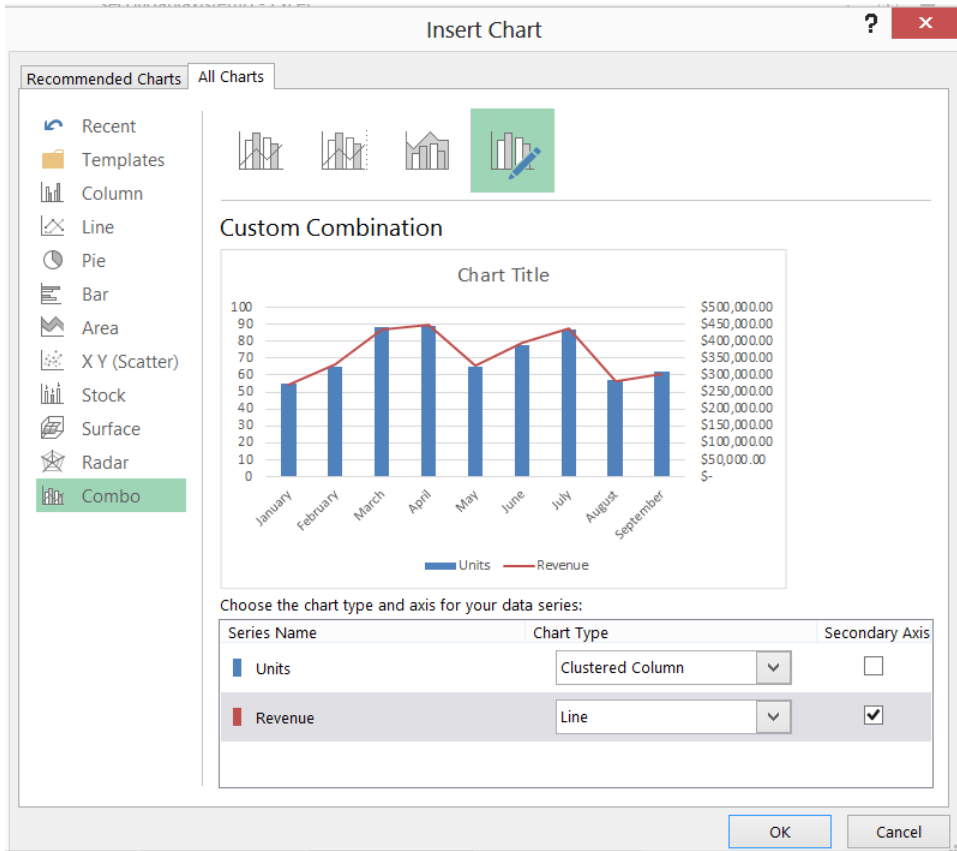 Insert Chart
?
Recommended Charts
All Charts
Recent
Templates
Column
Line
Pie
Bar
Area
X Y (Scatter)
Stock
Surface
Radar
Combo
Custom Combination
Chart Title
100
90
80
70
60
50
40
30
20
10
0
$500,000.00
$450,000.00
$400,000.00
$350,000.00
$300,000.00
$250,000.00
$200,000.00
$150,000.00
$100,000.00
$50,000.00
$-
January
February
March
April
May
June
July
August
September
Units
Revenue
Choose the chart type and axis for your data series:
Series Name Chart Type Secondary Axis
Units Clustered Column
Revenue Line
OK
Cancel